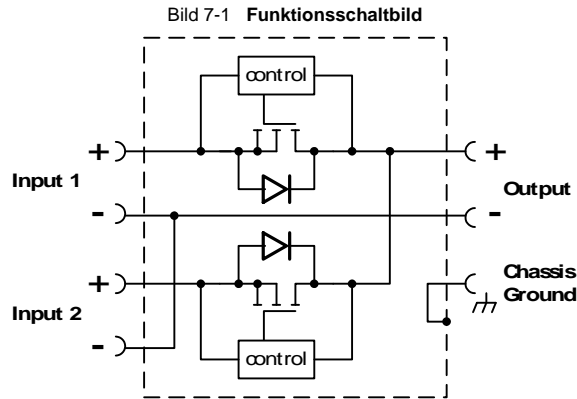 Bild 7-1 Funktionsschaltbild
control
+
+
Input 1
Output
-
-
+
Chassis
Ground
Input 2
-
control